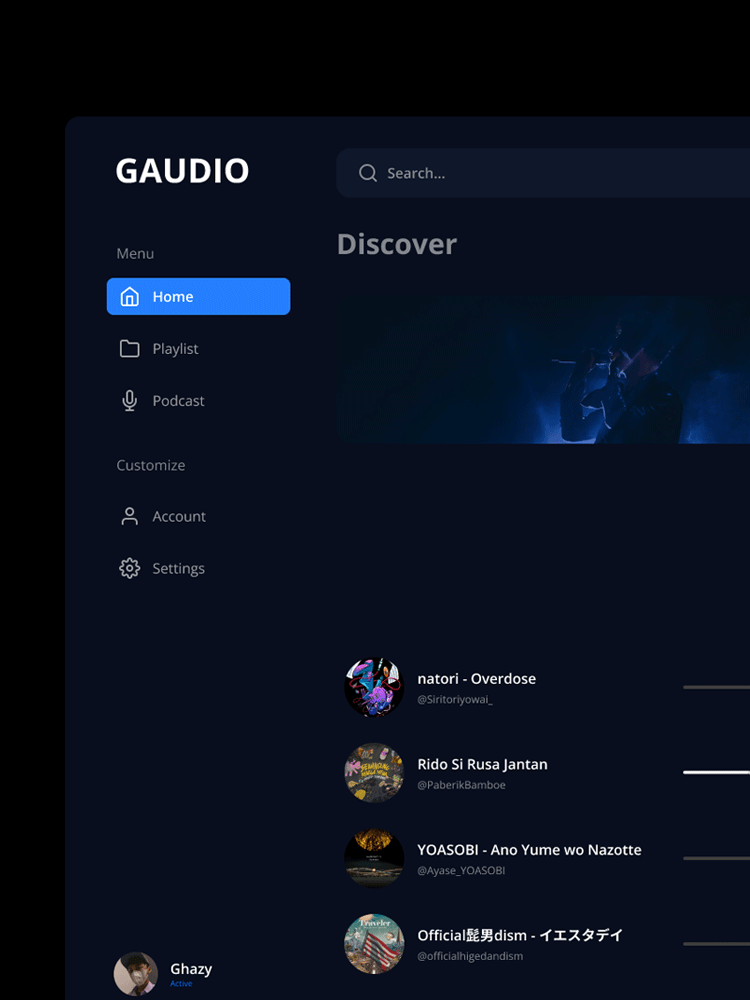 GAUDIO
Search...
Discover
Menu
Home
Playlist
Podcast
Customize
Account
Settings
natori - Overdose
@Siritoriyowai_
Rido Si Rusa Jantan
@PaberikBamboe
YOASOBI - Ano Yume wo Nazotte
@Ayase_YOASOBI
Official髭男dism - イエスタデイ
@officialhigedandism
Traveler
Ghazy
Active